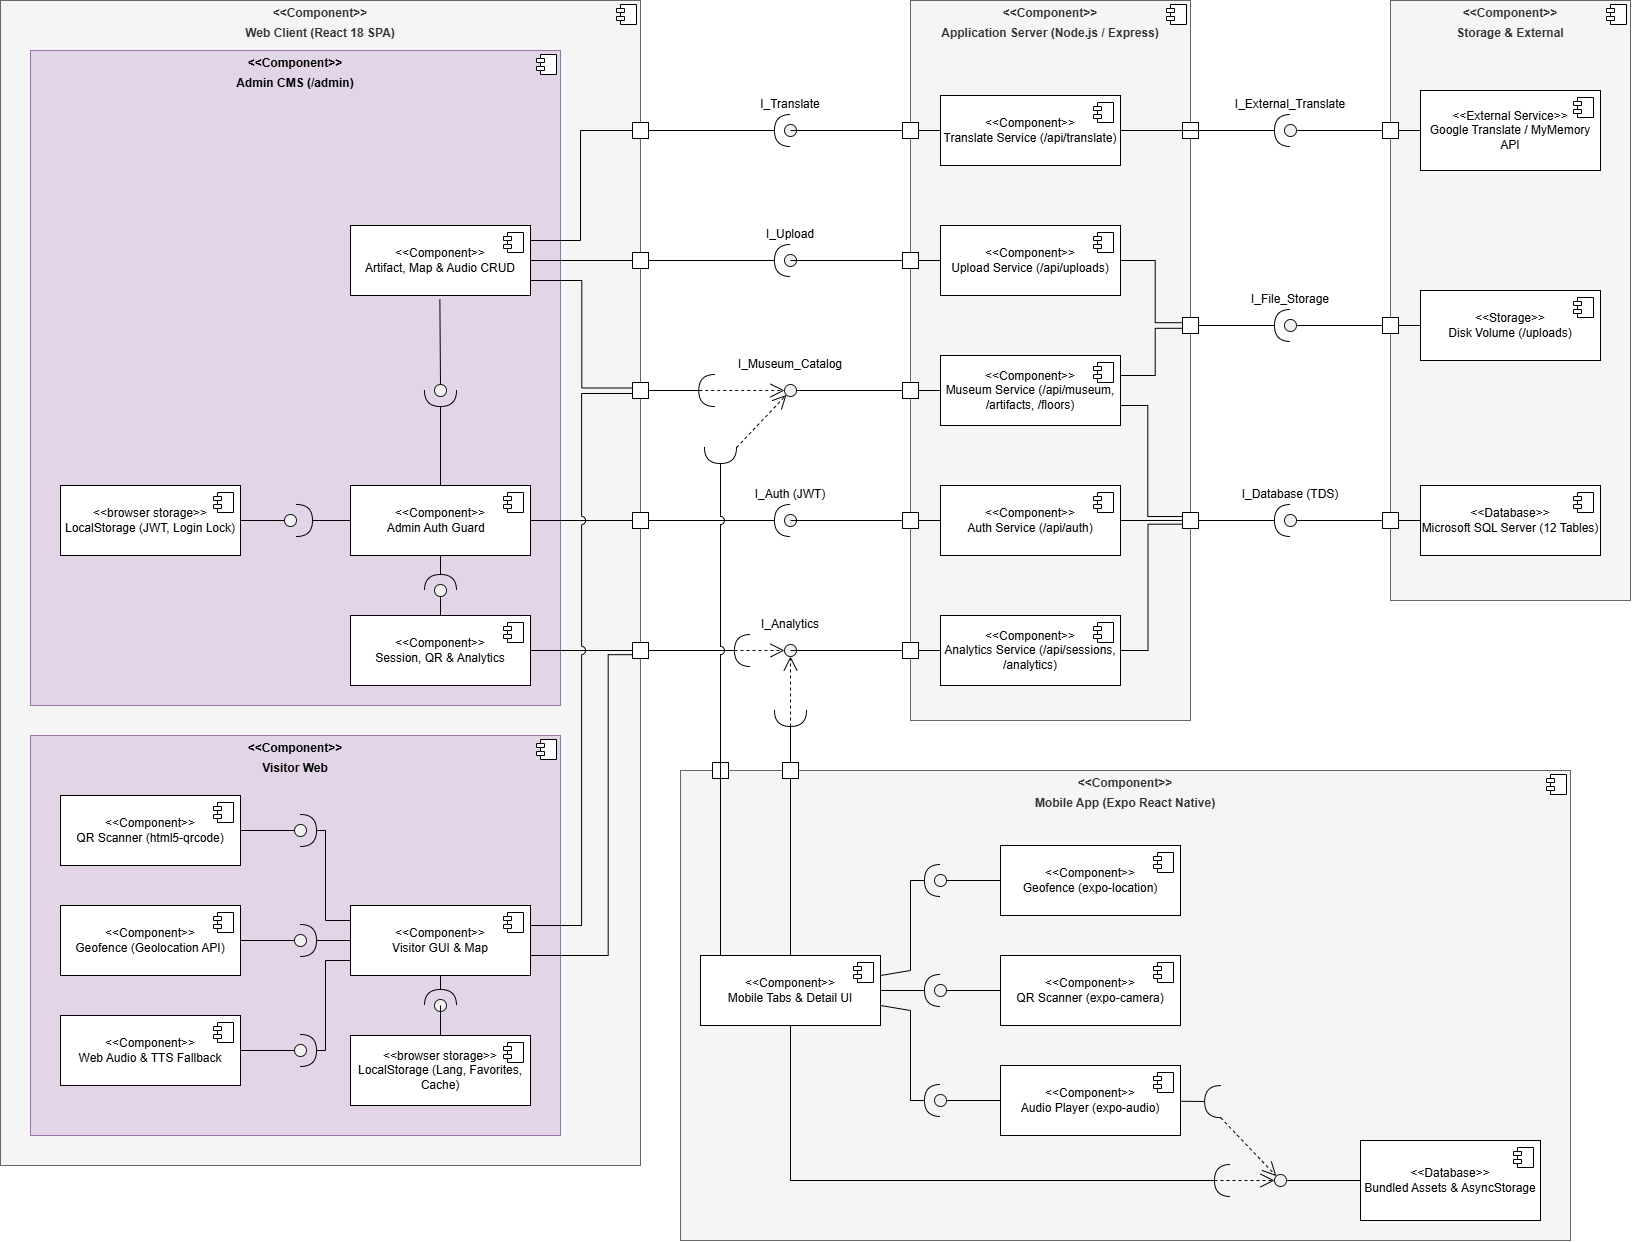 <<Component>>
Web Client (React 18 SPA)
<<Component>>
Admin CMS (/admin)
<<Component>>
Artifact, Map & Audio CRUD
<<browser storage>>
LocalStorage (JWT, Login Lock)
<<Component>>
Admin Auth Guard
<<Component>>
Session, QR & Analytics
<<Component>>
Visitor Web
<<Component>>
QR Scanner (html5-qrcode)
<<Component>>
Geofence (Geolocation API)
<<Component>>
Visitor GUI & Map
<<Component>>
Web Audio & TTS Fallback
<<browser storage>>
LocalStorage (Lang, Favorites,
Cache)
I_Translate
I_Upload
I_Museum_Catalog
I_Auth (JWT)
I_Analytics
<<Component>>
Application Server (Node.js / Express)
<<Component>>
Translate Service (/api/translate)
<<Component>>
Upload Service (/api/uploads)
<<Component>>
Museum Service (/api/museum,
/artifacts, /floors)
<<Component>>
Auth Service (/api/auth)
<<Component>>
Analytics Service (/api/sessions,
/analytics)
I_External_Translate
I_File_Storage
I_Database (TDS)
<<Component>>
Storage & External
<<External Service>>
Google Translate / MyMemory
API
<<Storage>>
Disk Volume (/uploads)
<<Database>>
Microsoft SQL Server (12 Tables)
<<Component>>
Mobile App (Expo React Native)
<<Component>>
Geofence (expo-location)
<<Component>>
Mobile Tabs & Detail UI
<<Component>>
QR Scanner (expo-camera)
<<Component>>
Audio Player (expo-audio)
<<Database>>
Bundled Assets & AsyncStorage